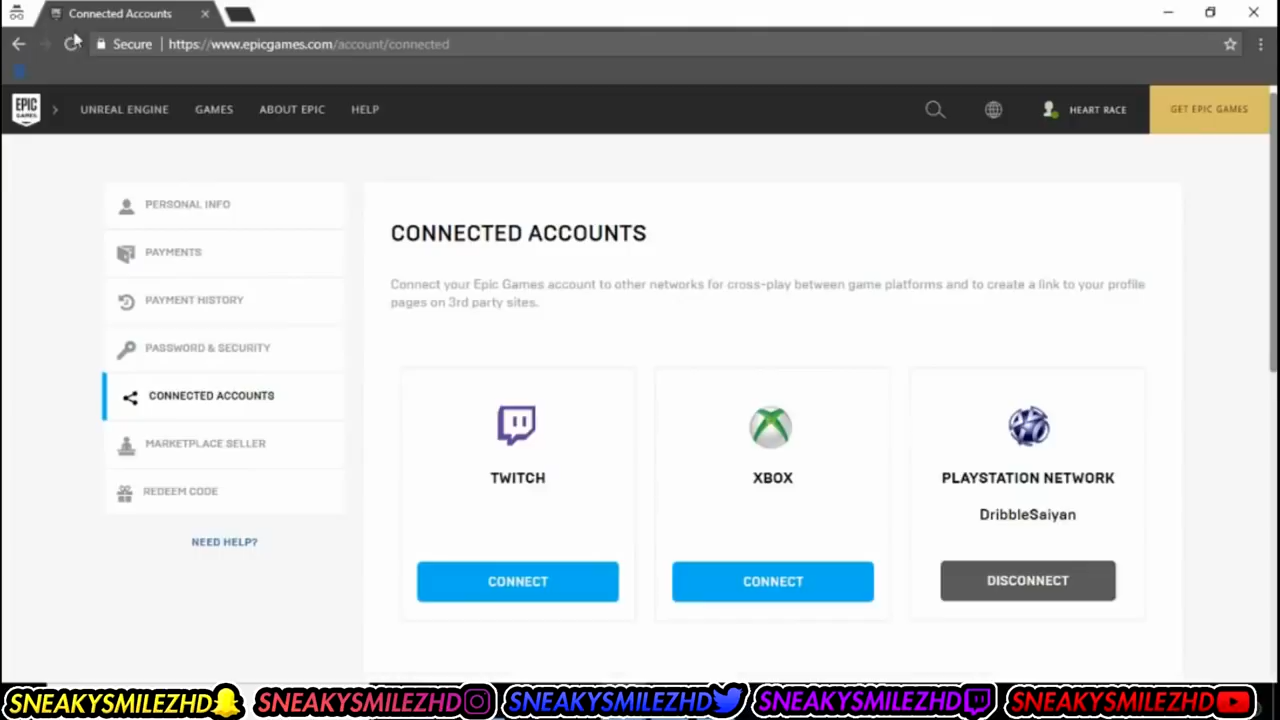 Connected Accounts
Secure https://www.epicgames.com/account/connected
EPIC GAMES UNREAL ENGINE GAMES ABOUT EPIC HELP HEART RACE GET EPIC GAMES
PERSONAL INFO
PAYMENTS
PAYMENT HISTORY
PASSWORD & SECURITY
CONNECTED ACCOUNTS
MARKETPLACE SELLER
REDEEM CODE
NEED HELP?
CONNECTED ACCOUNTS
Connect your Epic Games account to other networks for cross-play between game platforms and to create a link to your profile
pages on 3rd party sites.
TWITCH
CONNECT
XBOX
CONNECT
PLAYSTATION NETWORK
DribbleSaiyan
DISCONNECT
SNEAKYSMILEZHD SNEAKYSMILEZHD SNEAKYSMILEZHD SNEAKYSMILEZHD SNEAKYSMILEZHD